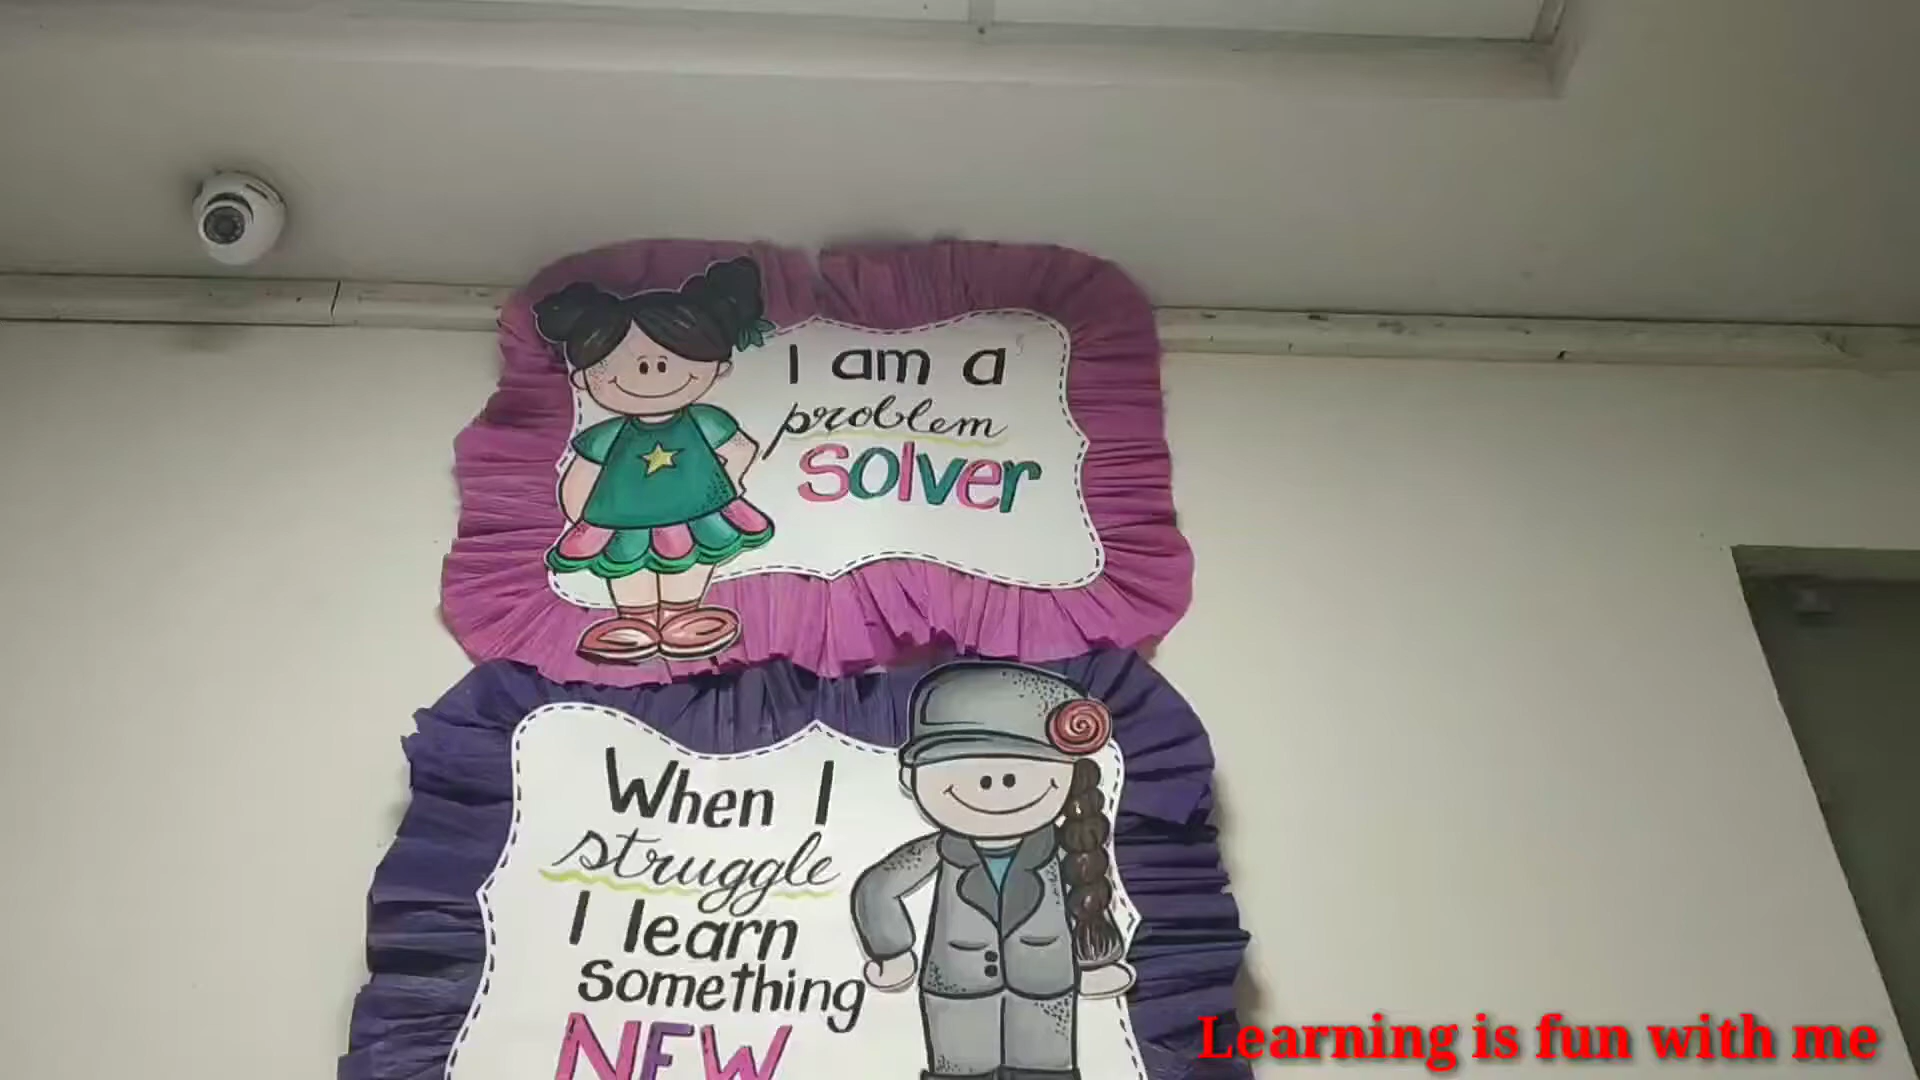 I am a
problem
Solver
When I
struggle
I learn
something
NEW
Learning is fun with me